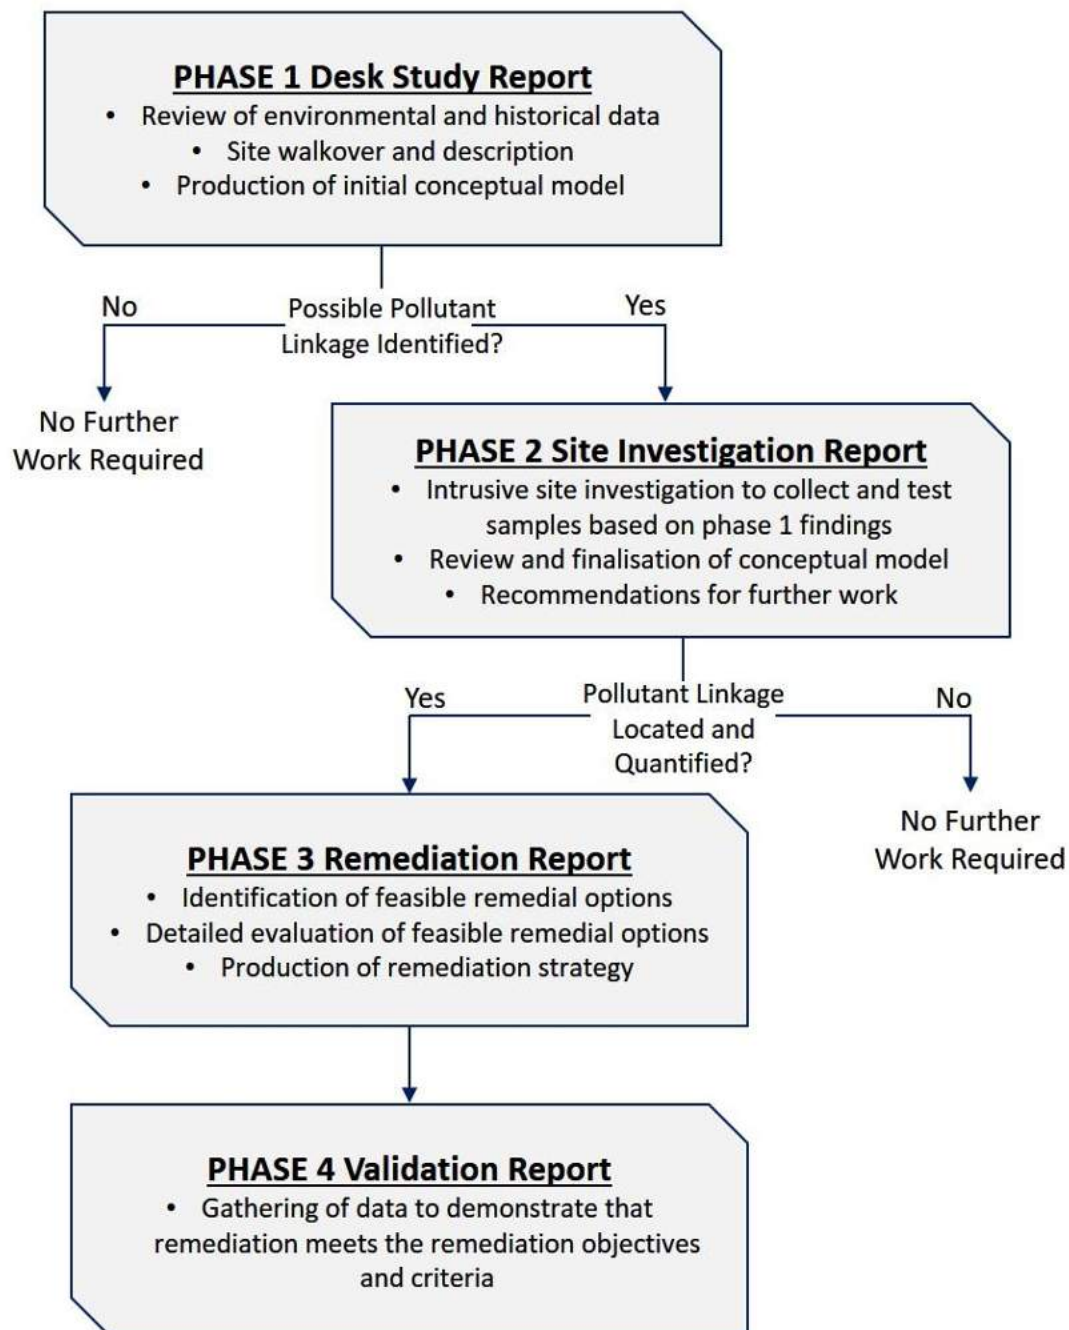 PHASE 1 Desk Study Report
• Review of environmental and historical data
• Site walkover and description
• Production of initial conceptual model
No
Possible Pollutant
Linkage Identified?
Yes
No Further
Work Required
PHASE 2 Site Investigation Report
• Intrusive site investigation to collect and test
samples based on phase 1 findings
• Review and finalisation of conceptual model
• Recommendations for further work
Yes
Pollutant Linkage
Located and
Quantified?
No
No Further
Work Required
PHASE 3 Remediation Report
• Identification of feasible remedial options
• Detailed evaluation of feasible remedial options
• Production of remediation strategy
PHASE 4 Validation Report
• Gathering of data to demonstrate that
remediation meets the remediation objectives
and criteria